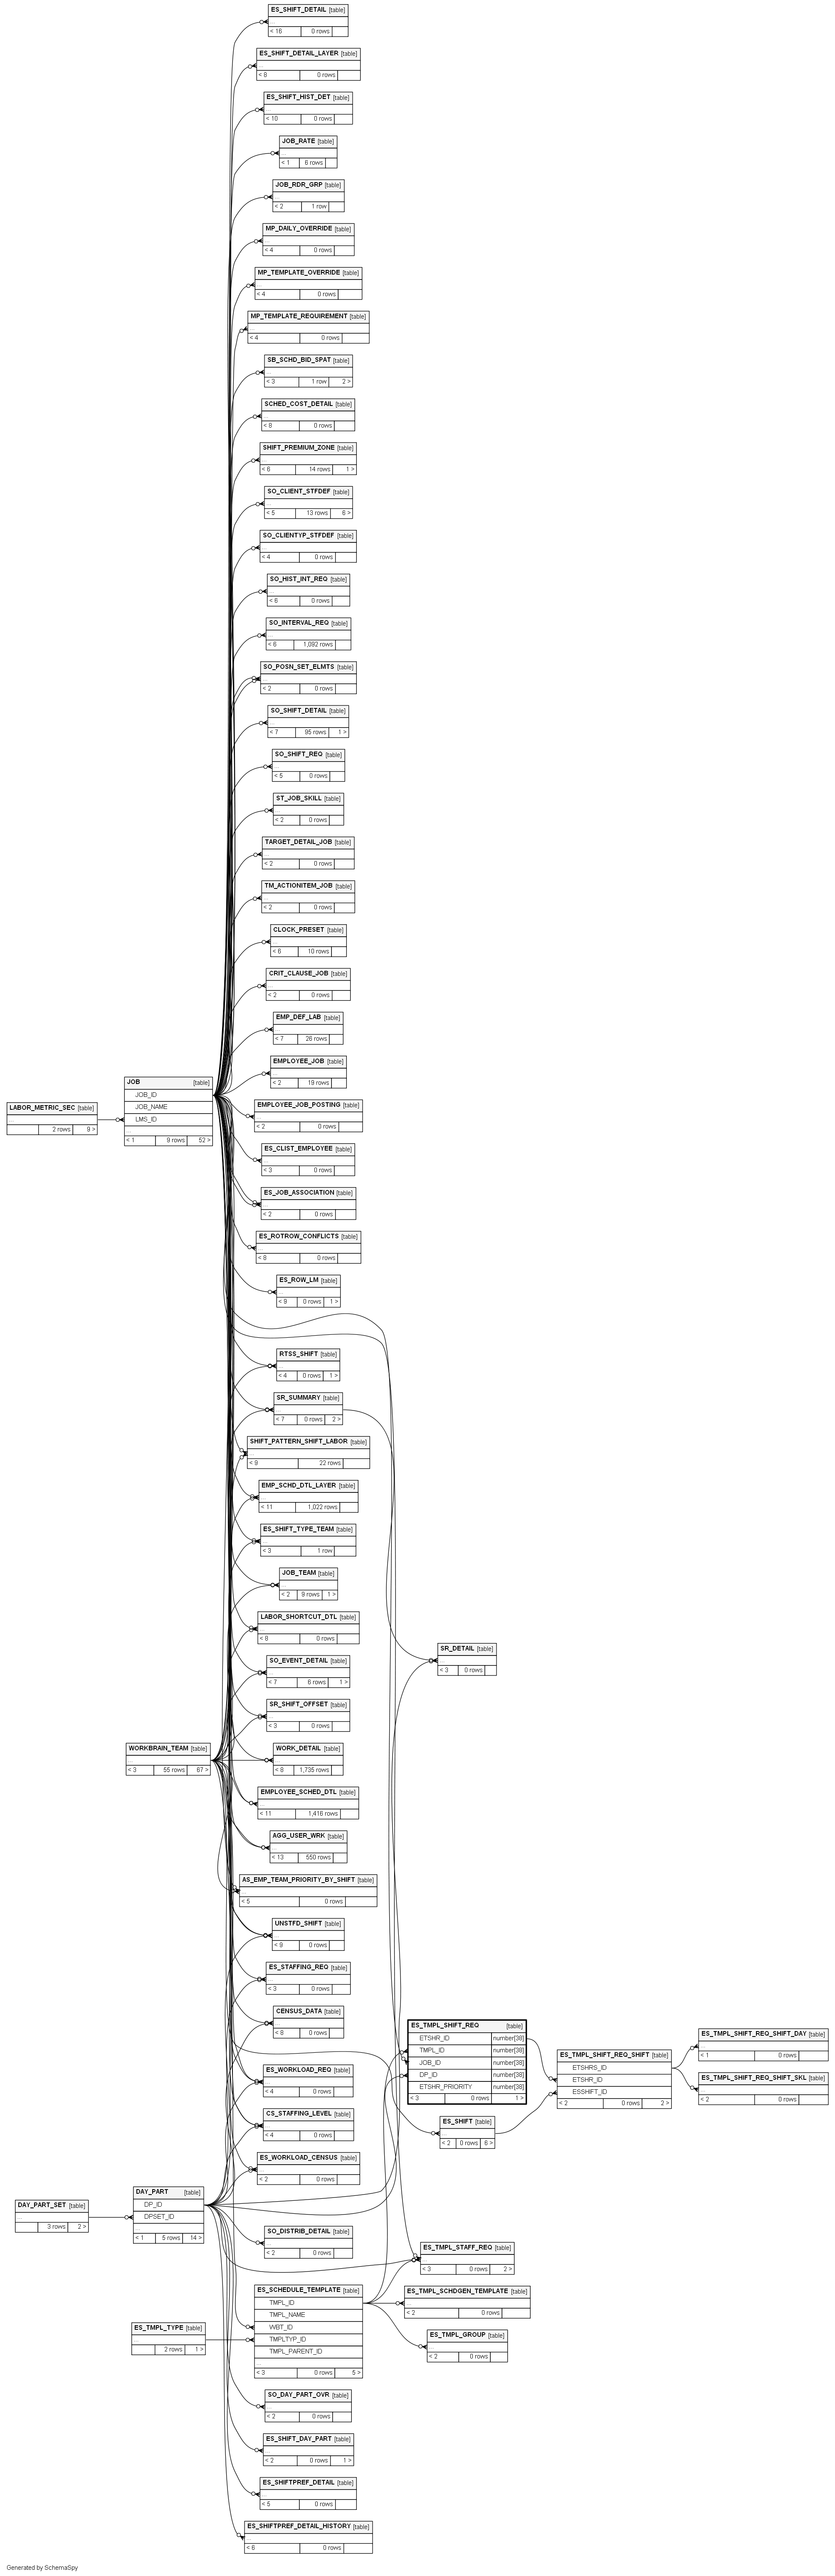 ES_SHIFT_DETAIL [table]
...
< 16 0 rows
ES_SHIFT_DETAIL_LAYER [table]
...
< 8 0 rows
ES_SHIFT_HIST_DET [table]
...
< 10 0 rows
JOB_RATE [table]
...
< 1 6 rows
JOB_RDR_GRP [table]
...
< 2 1 row
MP_DAILY_OVERRIDE [table]
...
< 4 0 rows
MP_TEMPLATE_OVERRIDE [table]
...
< 4 0 rows
MP_TEMPLATE_REQUIREMENT [table]
...
< 4 0 rows
SB_SCHD_BID_SPAT [table]
...
< 3 1 row 2 >
SCHED_COST_DETAIL [table]
...
< 8 0 rows
SHIFT_PREMIUM_ZONE [table]
...
< 6 14 rows 1 >
SO_CLIENT_STFDEF [table]
...
< 5 13 rows 6 >
SO_CLIENTYP_STFDEF [table]
...
< 4 0 rows
SO_HIST_INT_REQ [table]
...
< 6 0 rows
SO_INTERVAL_REQ [table]
...
< 6 1,092 rows
SO_POSN_SET_ELMTS [table]
...
< 2 0 rows
SO_SHIFT_DETAIL [table]
...
< 7 95 rows 1 >
SO_SHIFT_REQ [table]
...
< 5 0 rows
ST_JOB_SKILL [table]
...
< 2 0 rows
TARGET_DETAIL_JOB [table]
...
< 2 0 rows
TM_ACTIONITEM_JOB [table]
...
< 2 0 rows
CLOCK_PRESET [table]
...
< 6 10 rows
CRIT_CLAUSE_JOB [table]
...
< 2 0 rows
EMP_DEF_LAB [table]
...
< 7 26 rows
EMPLOYEE_JOB [table]
...
< 2 19 rows
JOB [table]
JOB_ID
JOB_NAME
LMS_ID
...
< 1 9 rows 52 >
LABOR_METRIC_SEC [table]
...
2 rows 9 >
EMPLOYEE_JOB_POSTING [table]
...
< 2 0 rows
ES_CLIST_EMPLOYEE [table]
...
< 3 0 rows
ES_JOB_ASSOCIATION [table]
...
< 2 0 rows
ES_ROTROW_CONFLICTS [table]
...
< 8 0 rows
ES_ROW_LM [table]
...
< 8 0 rows 1 >
RTSS_SHIFT [table]
...
< 4 0 rows 1 >
SR_SUMMARY [table]
...
< 7 0 rows 2 >
SHIFT_PATTERN_SHIFT_LABOR [table]
...
< 9 22 rows
EMP_SCHD_DTL_LAYER [table]
...
< 11 1,022 rows
ES_SHIFT_TYPE_TEAM [table]
...
< 3 1 row
JOB_TEAM [table]
...
< 2 9 rows 1 >
LABOR_SHORTCUT_DTL [table]
...
< 8 0 rows
SO_EVENT_DETAIL [table]
...
< 7 6 rows 1 >
SR_DETAIL [table]
...
< 3 0 rows
SR_SHIFT_OFFSET [table]
...
< 3 0 rows
WORKBRAIN_TEAM [table]
...
< 3 55 rows 67 >
WORK_DETAIL [table]
...
< 8 1,735 rows
EMPLOYEE_SCHED_DTL [table]
...
< 11 1,416 rows
AGG_USER_WRK [table]
...
< 13 550 rows
AS_EMP_TEAM_PRIORITY_BY_SHIFT [table]
...
< 5 0 rows
UNSTFD_SHIFT [table]
...
< 9 0 rows
ES_STAFFING_REQ [table]
...
< 3 0 rows
CENSUS_DATA [table]
...
< 8 0 rows
ES_TMPL_SHIFT_REQ [table]
ETSHR_ID number[38]
TMPL_ID number[38]
JOB_ID number[38]
DP_ID number[38]
ETSHR_PRIORITY number[38]
< 3 0 rows 1 >
ES_TMPL_SHIFT_REQ_SHIFT [table]
ETSHRS_ID
ETSHR_ID
ESSHIFT_ID
< 2 0 rows 2 >
ES_TMPL_SHIFT_REQ_SHIFT_DAY [table]
...
< 1 0 rows
ES_TMPL_SHIFT_REQ_SHIFT_SKL [table]
...
< 2 0 rows
ES_WORKLOAD_REQ [table]
...
< 4 0 rows
CS_STAFFING_LEVEL [table]
...
< 4 0 rows
ES_SHIFT [table]
...
< 2 0 rows 6 >
ES_WORKLOAD_CENSUS [table]
...
< 2 0 rows
DAY_PART [table]
DP_ID
DPSET_ID
...
< 1 5 rows 14 >
DAY_PART_SET [table]
...
3 rows 2 >
SO_DISTRIB_DETAIL [table]
...
< 2 0 rows
ES_TMPL_STAFF_REQ [table]
...
< 3 0 rows 2 >
ES_SCHEDULE_TEMPLATE [table]
TMPL_ID
TMPL_NAME
WBT_ID
TMPLTYP_ID
TMPL_PARENT_ID
...
< 3 0 rows 5 >
ES_TMPL_SCHDGEN_TEMPLATE [table]
...
< 2 0 rows
ES_TMPL_TYPE [table]
...
2 rows 1 >
ES_TMPL_GROUP [table]
...
< 2 0 rows
SO_DAY_PART_OVR [table]
...
< 2 0 rows
ES_SHIFT_DAY_PART [table]
...
< 2 0 rows 1 >
ES_SHIFTPREF_DETAIL [table]
...
< 5 0 rows
ES_SHIFTPREF_DETAIL_HISTORY [table]
...
< 6 0 rows
Generated by SchemaSpy